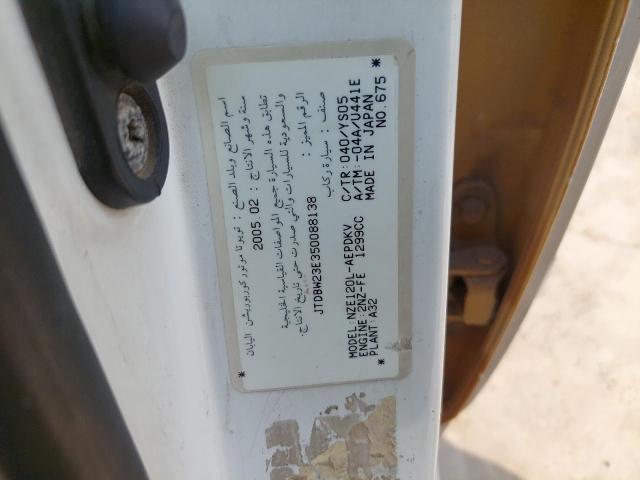 اسم الصانع وبلد الصنع : تويوتا موتور كوربوريشن اليابان *
سنة وشهر الانتاج : 2005.02
تطابق هذه السيارة جميع المواصفات القياسية الخليجية
والسعودية للسيارات والتي صدرت حتى تاريخ الانتاج.
الرقم المميز : JTDBW23E350088138
صنف : سيارة ركاب
MODEL:NZE120L-AEPDKV C/TR:040/YS05
ENGINE:2NZ-FE 1299CC A/TM:-04A/U441E
PLANT:A32 MADE IN JAPAN
NO.675 *